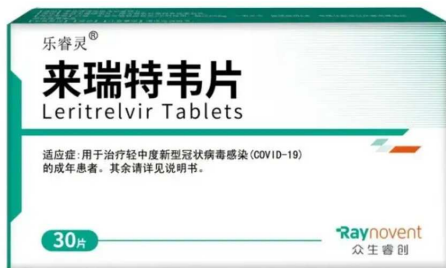 乐睿灵®
来瑞特韦片
Leritrelvir Tablets
适应症:用于治疗轻中度新型冠状病毒感染(COVID-19)
的成年患者。其余请详见说明书。
30片
Raynovent
众生睿创